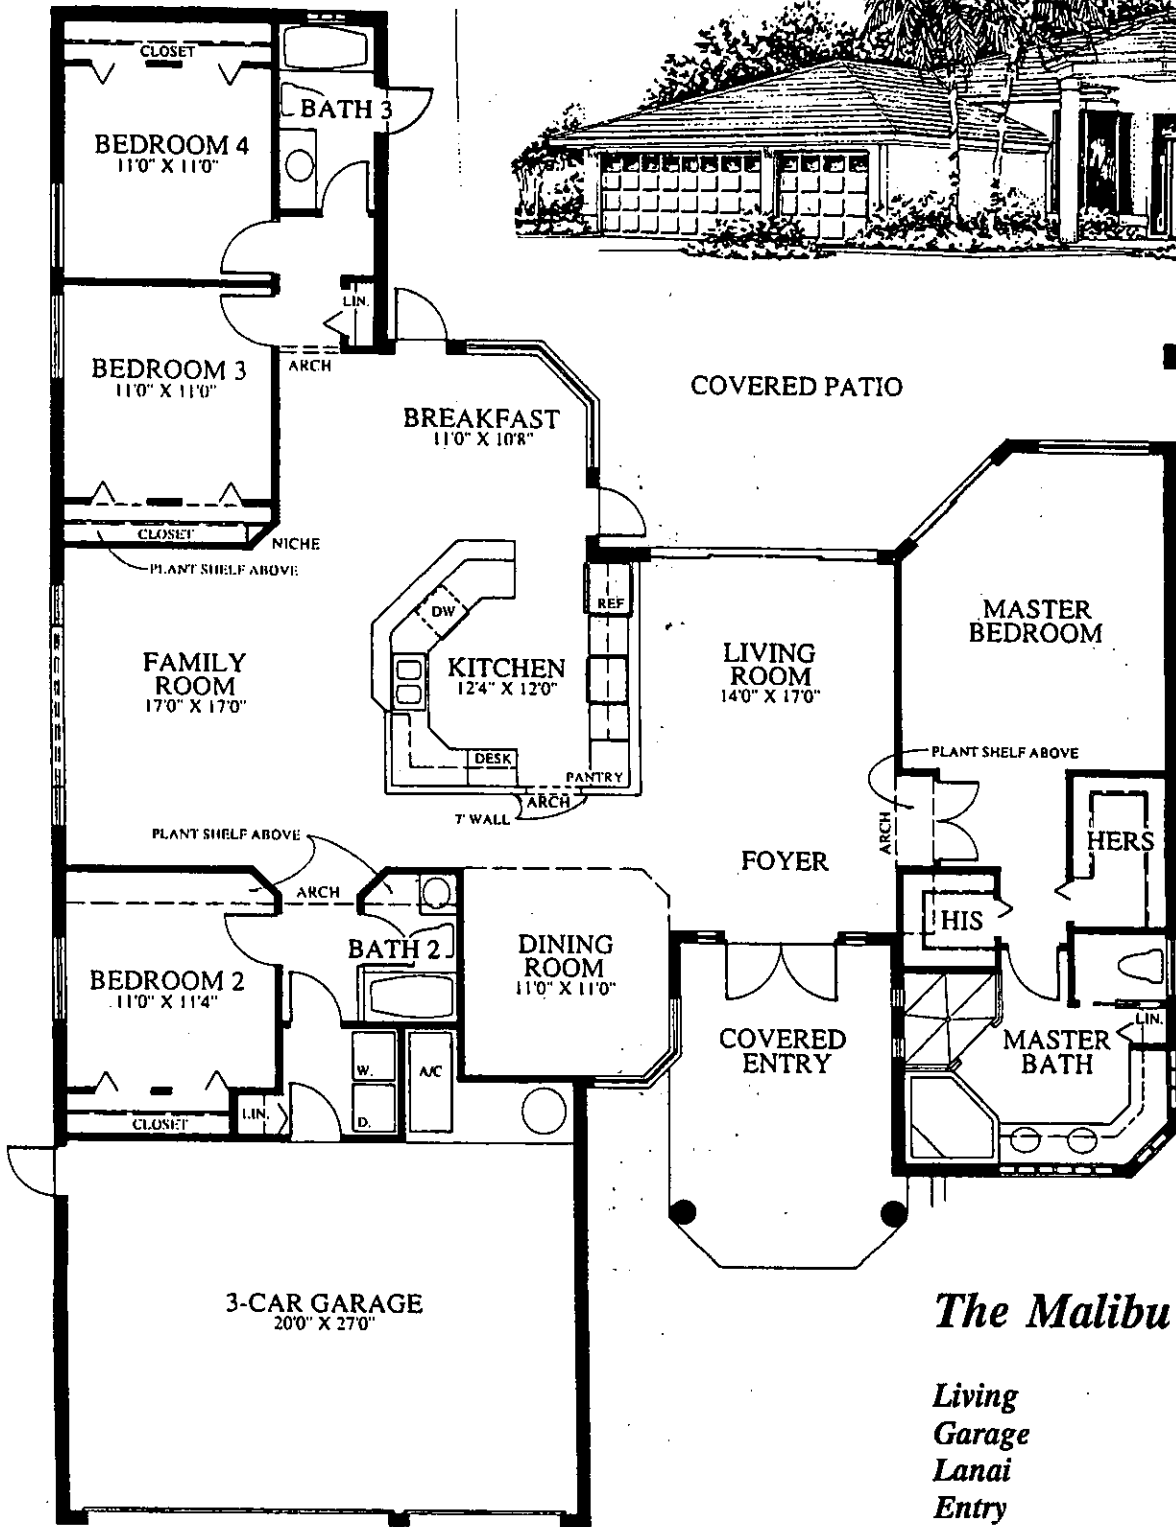 CLOSET
BATH 3
BEDROOM 4
11'0" X 11'0"
LIN.
ARCH
BEDROOM 3
11'0" X 11'0"
BREAKFAST
11'0" X 10'8"
COVERED PATIO
CLOSET
NICHE
PLANT SHELF ABOVE
DW
REF
FAMILY
ROOM
17'0" X 17'0"
KITCHEN
12'4" X 12'0"
LIVING
ROOM
14'0" X 17'0"
MASTER
BEDROOM
DESK
PANTRY
ARCH
7' WALL
PLANT SHELF ABOVE
ARCH
HERS
PLANT SHELF ABOVE
FOYER
ARCH
HIS
BATH 2
DINING
ROOM
11'0" X 11'0"
BEDROOM 2
11'0" X 11'4"
COVERED
ENTRY
MASTER
BATH
LIN.
W.
D.
A/C
LIN.
CLOSET
3-CAR GARAGE
20'0" X 27'0"
The Malibu
Living
Garage
Lanai
Entry